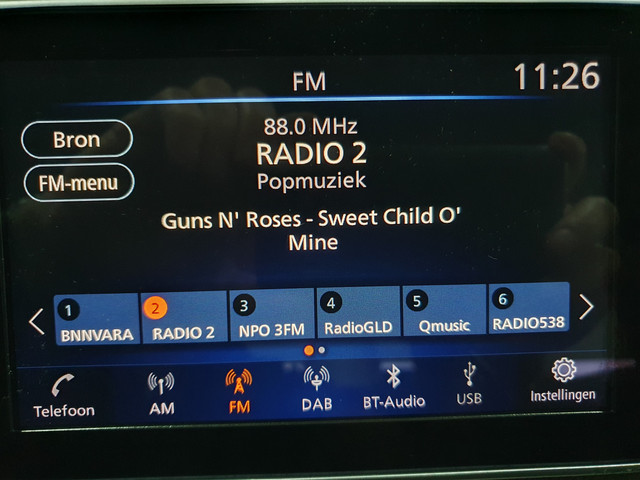 FM
11:26
Bron
FM-menu
88.0 MHz
RADIO 2
Popmuziek
Guns N' Roses - Sweet Child O'
Mine
1
BNNVARA
2
RADIO 2
3
NPO 3FM
4
RadioGLD
5
Qmusic
6
RADIO538
Telefoon
AM
FM
DAB
BT-Audio
USB
Instellingen